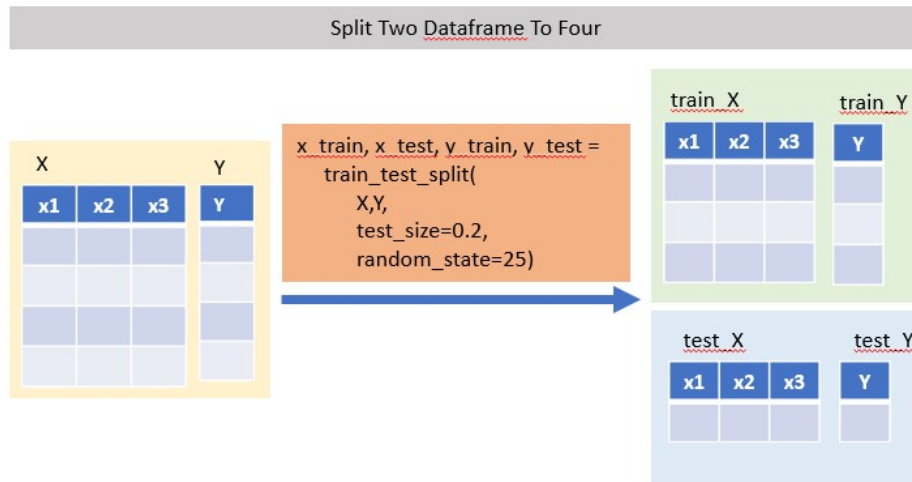 Split Two Dataframe To Four
X
Y
x1 x2 x3
Y
x_train, x_test, y_train, y_test =
train_test_split(
X,Y,
test_size=0.2,
random_state=25)
train_X
train_Y
x1 x2 x3
Y
test_X
test_Y
x1 x2 x3
Y